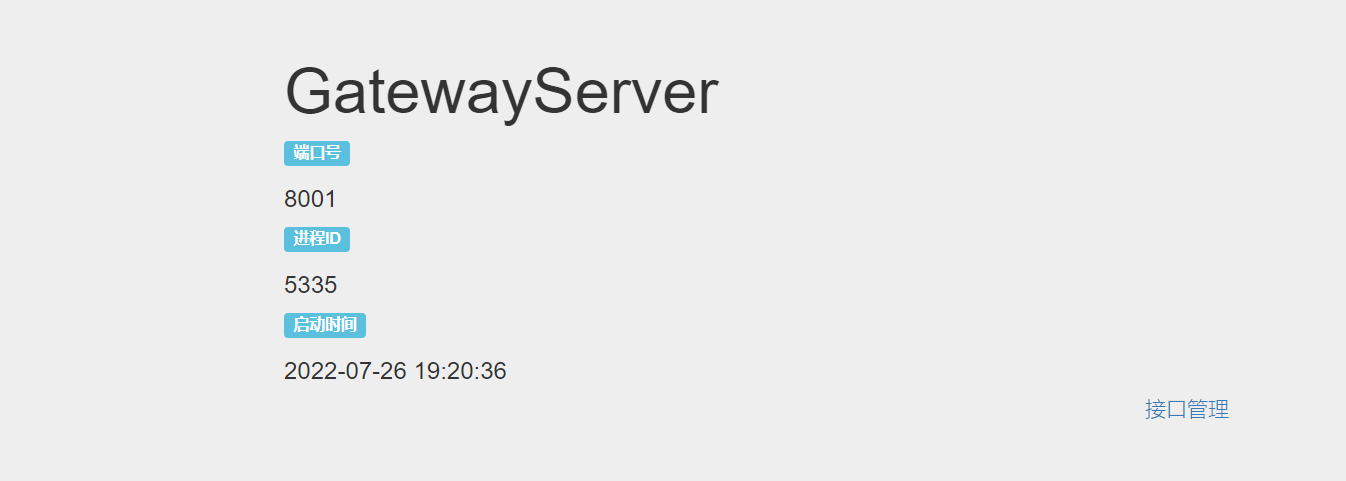 GatewayServer
端口号
8001
进程ID
5335
启动时间
2022-07-26 19:20:36
接口管理